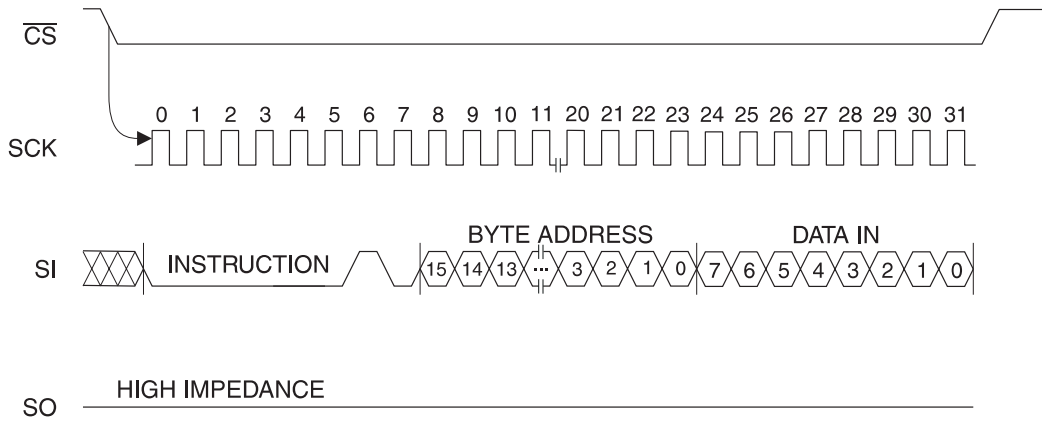 CS
0 1 2 3 4 5 6 7 8 9 10 11 20 21 22 23 24 25 26 27 28 29 30 31
SCK
BYTE ADDRESS DATA IN
SI INSTRUCTION 15 14 13 ... 3 2 1 0 7 6 5 4 3 2 1 0
HIGH IMPEDANCE
SO